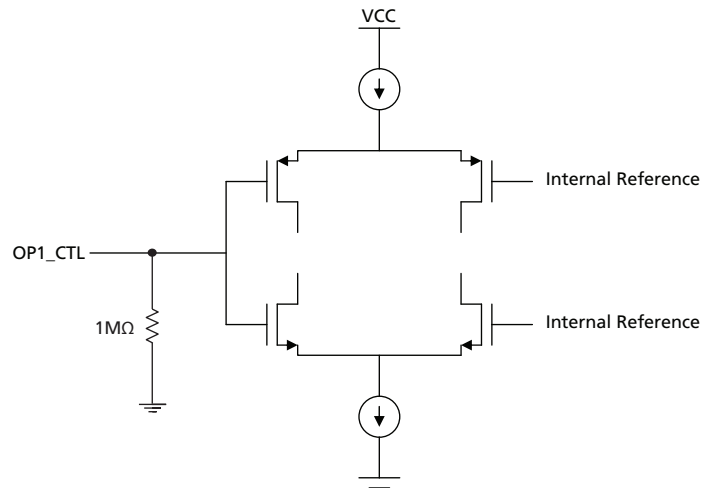 VCC
Internal Reference
OP1_CTL
1MΩ
Internal Reference